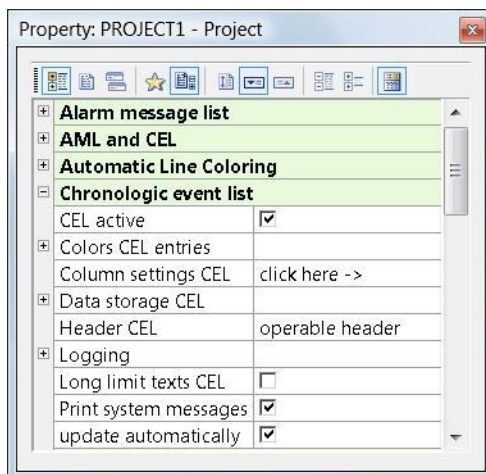 Property: PROJECT1 - Project
Alarm message list
AML and CEL
Automatic Line Coloring
Chronologic event list
CEL active
Colors CEL entries
Column settings CEL click here ->
Data storage CEL
Header CEL operable header
Logging
Long limit texts CEL
Print system messages
update automatically